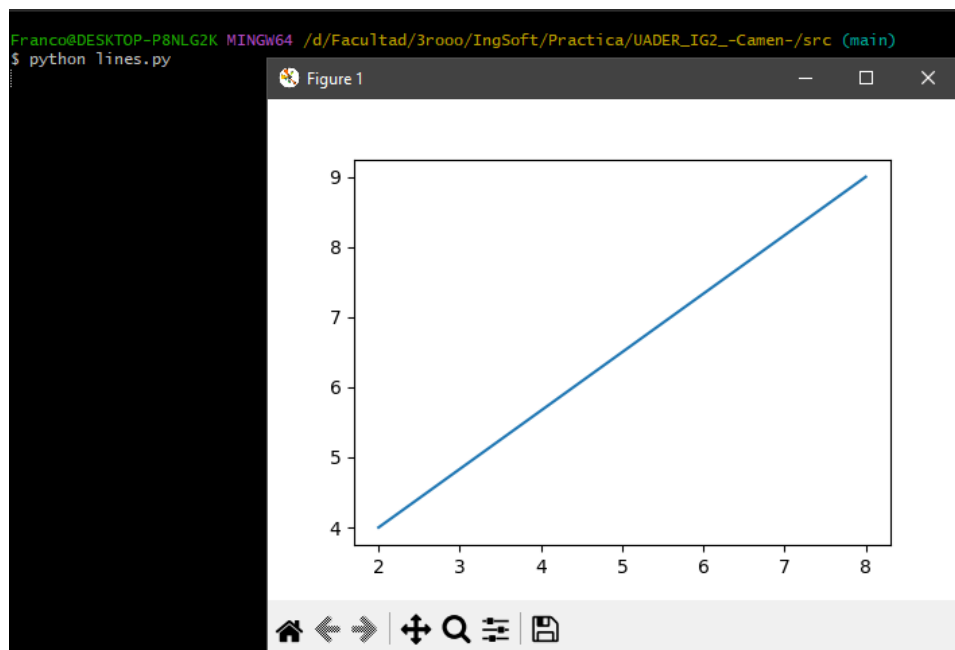 Franco@DESKTOP-P8NLG2K MINGW64 /d/Facultad/3rooo/IngSoft/Practica/UADER_IG2_-Camen-/src (main)
$ python lines.py
Figure 1
9
8
7
6
5
4
2 3 4 5 6 7 8